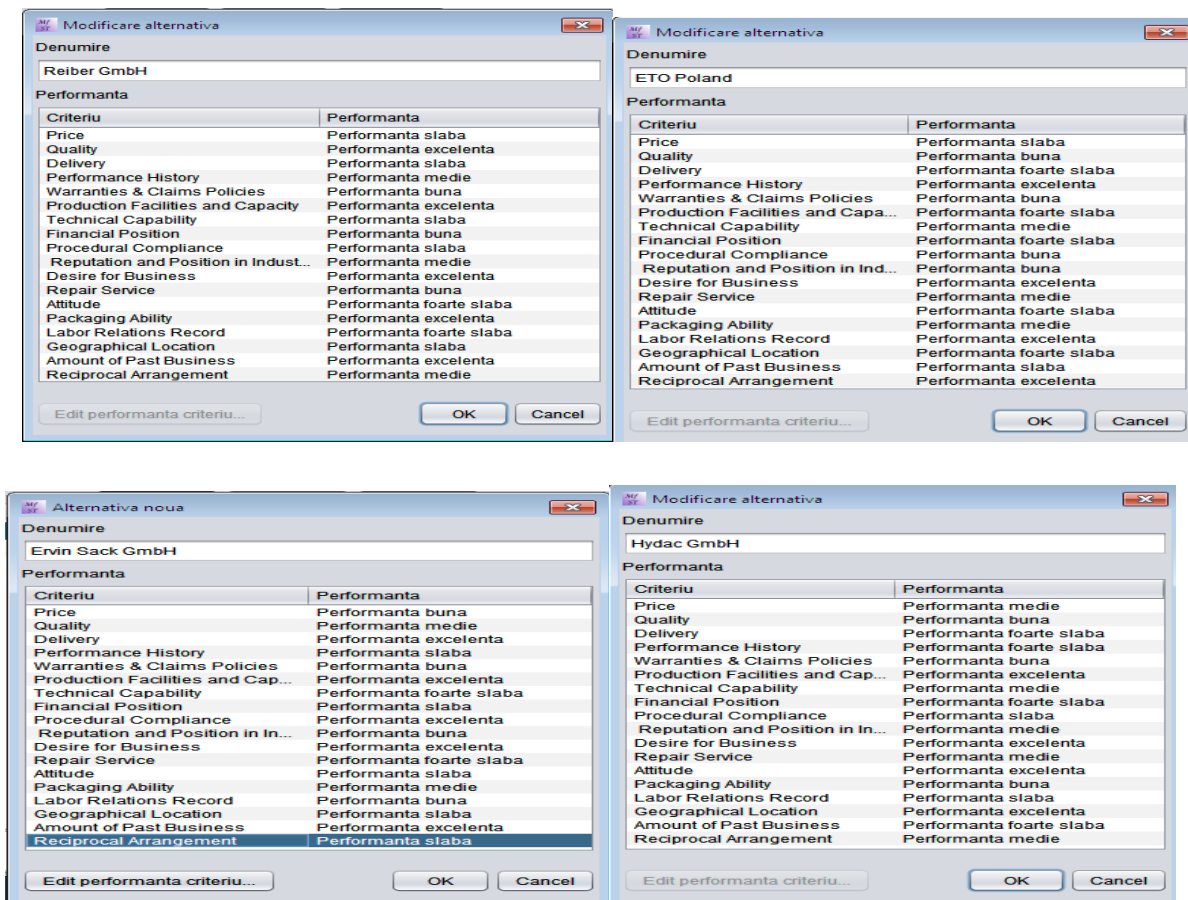 Modificare alternativa
Denumire
Reiber GmbH
Performanta
Criteriu Performanta
Price Performanta slaba
Quality Performanta excelenta
Delivery Performanta slaba
Performance History Performanta medie
Warranties & Claims Policies Performanta buna
Production Facilities and Capacity Performanta excelenta
Technical Capability Performanta slaba
Financial Position Performanta buna
Procedural Compliance Performanta slaba
Reputation and Position in Indust... Performanta medie
Desire for Business Performanta excelenta
Repair Service Performanta buna
Attitude Performanta foarte slaba
Packaging Ability Performanta excelenta
Labor Relations Record Performanta foarte slaba
Geographical Location Performanta slaba
Amount of Past Business Performanta excelenta
Reciprocal Arrangement Performanta medie
Edit performanta criteriu... OK Cancel
Modificare alternativa
Denumire
ETO Poland
Performanta
Criteriu Performanta
Price Performanta slaba
Quality Performanta buna
Delivery Performanta foarte slaba
Performance History Performanta excelenta
Warranties & Claims Policies Performanta buna
Production Facilities and Capa... Performanta foarte slaba
Technical Capability Performanta medie
Financial Position Performanta foarte slaba
Procedural Compliance Performanta buna
Reputation and Position in Ind... Performanta buna
Desire for Business Performanta excelenta
Repair Service Performanta medie
Attitude Performanta foarte slaba
Packaging Ability Performanta medie
Labor Relations Record Performanta excelenta
Geographical Location Performanta foarte slaba
Amount of Past Business Performanta slaba
Reciprocal Arrangement Performanta excelenta
Edit performanta criteriu... OK Cancel
Alternativa noua
Denumire
Ervin Sack GmbH
Performanta
Criteriu Performanta
Price Performanta buna
Quality Performanta medie
Delivery Performanta excelenta
Performance History Performanta slaba
Warranties & Claims Policies Performanta buna
Production Facilities and Cap... Performanta excelenta
Technical Capability Performanta foarte slaba
Financial Position Performanta slaba
Procedural Compliance Performanta excelenta
Reputation and Position in In... Performanta buna
Desire for Business Performanta excelenta
Repair Service Performanta foarte slaba
Attitude Performanta slaba
Packaging Ability Performanta medie
Labor Relations Record Performanta buna
Geographical Location Performanta slaba
Amount of Past Business Performanta excelenta
Reciprocal Arrangement Performanta slaba
Edit performanta criteriu... OK Cancel
Modificare alternativa
Denumire
Hydac GmbH
Performanta
Criteriu Performanta
Price Performanta medie
Quality Performanta buna
Delivery Performanta foarte slaba
Performance History Performanta foarte slaba
Warranties & Claims Policies Performanta buna
Production Facilities and Cap... Performanta excelenta
Technical Capability Performanta medie
Financial Position Performanta foarte slaba
Procedural Compliance Performanta slaba
Reputation and Position in In... Performanta medie
Desire for Business Performanta excelenta
Repair Service Performanta medie
Attitude Performanta excelenta
Packaging Ability Performanta buna
Labor Relations Record Performanta slaba
Geographical Location Performanta excelenta
Amount of Past Business Performanta foarte slaba
Reciprocal Arrangement Performanta medie
Edit performanta criteriu... OK Cancel